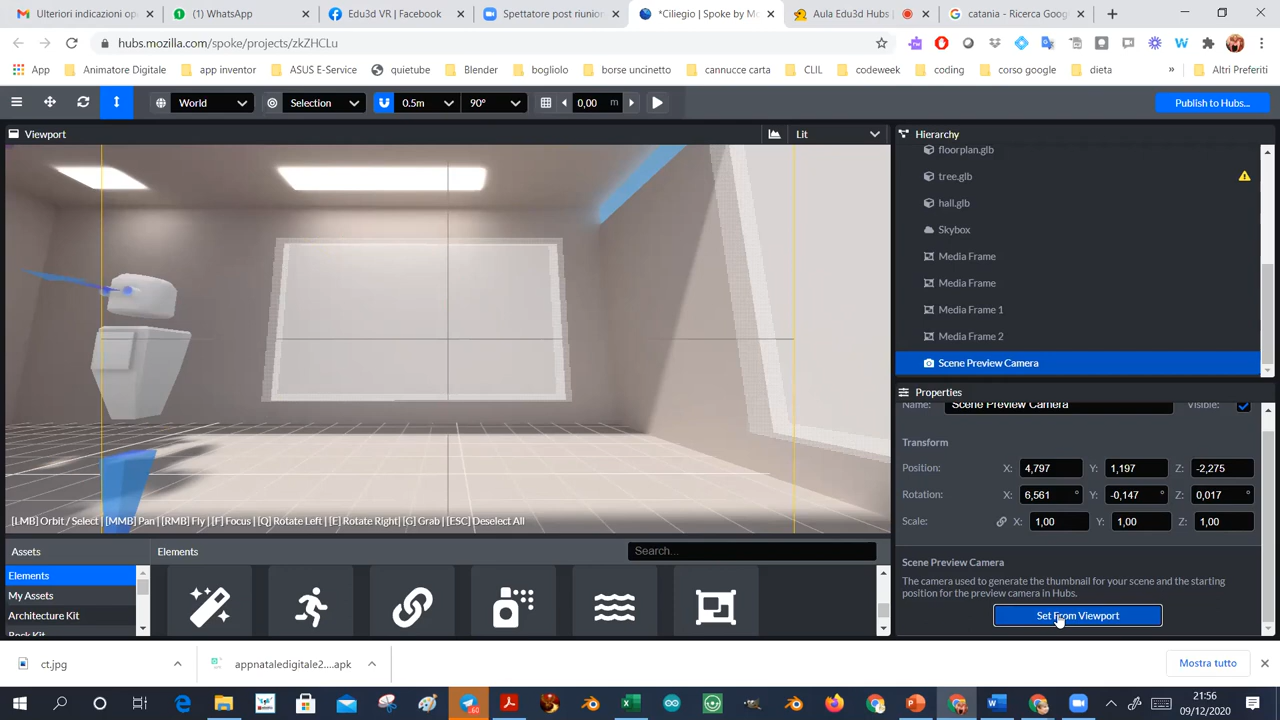 Ulteriori indicazioni op
(1) WhatsApp
Edu3d VR | Facebook
Spettatore post riunior
*Ciliegio | Spoke by Mo
Aula Edu3d Hubs |
catania - Ricerca Goog
hubs.mozilla.com/spoke/projects/zkZHCLu
App
Animatore Digitale
app inventor
ASUS E-Service
quietube
Blender
bogliolo
borse uncinetto
cannucce carta
CLIL
codeweek
coding
corso google
dieta
»
Altri Preferiti
World
Selection
0.5m
90°
0,00 m
Publish to Hubs...
Viewport
Lit
Hierarchy
floorplan.glb
tree.glb
hall.glb
Skybox
Media Frame
Media Frame
Media Frame 1
Media Frame 2
Scene Preview Camera
Properties
Name: Scene Preview Camera Visible:
Transform
Position: X: 4,797 Y: 1,197 Z: -2,275
Rotation: X: 6,561 ° Y: -0,147 ° Z: 0,017 °
Scale: X: 1,00 Y: 1,00 Z: 1,00
Scene Preview Camera
The camera used to generate the thumbnail for your scene and the starting
position for the preview camera in Hubs.
Set From Viewport
[LMB] Orbit / Select | [MMB] Pan | [RMB] Fly | [F] Focus | [Q] Rotate Left | [E] Rotate Right| [G] Grab | [ESC] Deselect All
Assets
Elements
Search...
Elements
My Assets
Architecture Kit
Rock Kit
ct.jpg
appnataledigitale2....apk
Mostra tutto
60
21:56
09/12/2020